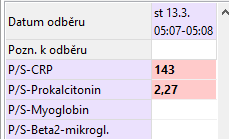 Datum odběru st 13.3. 05:07-05:08
Pozn. k odběru
P/S-CRP 143
P/S-Prokalcitonin 2,27
P/S-Myoglobin
P/S-Beta2-mikrogl.